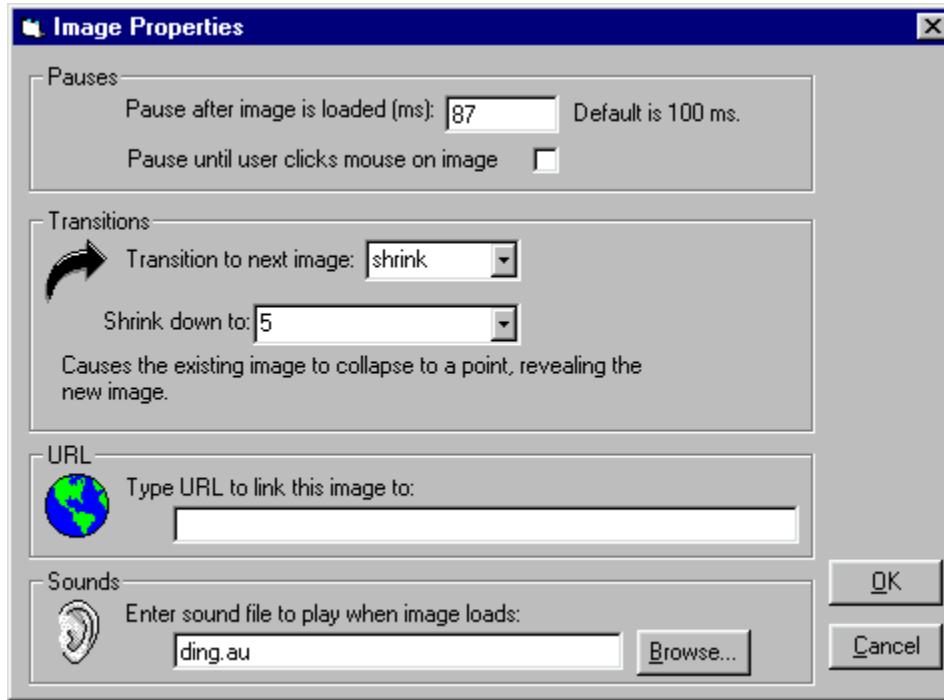 Image Properties
Pauses
Pause after image is loaded (ms): 87 Default is 100 ms.
Pause until user clicks mouse on image
Transitions
Transition to next image: shrink
Shrink down to: 5
Causes the existing image to collapse to a point, revealing the
new image.
URL
Type URL to link this image to:
Sounds
Enter sound file to play when image loads:
ding.au Browse...
OK
Cancel